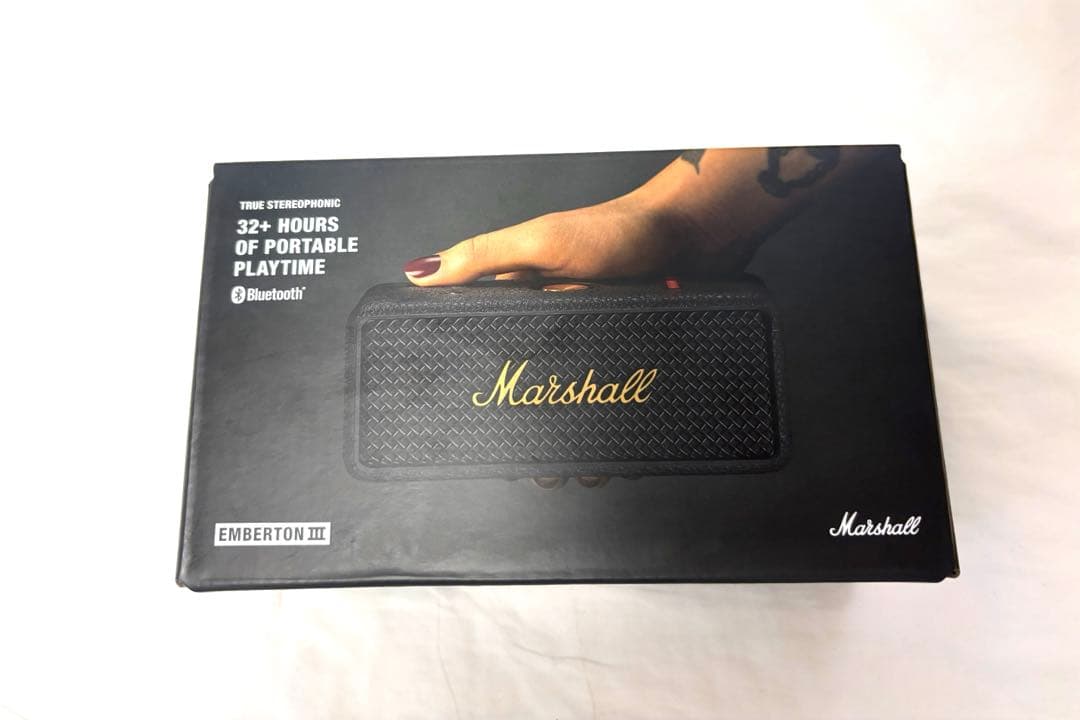 TRUE STEREOPHONIC
32+ HOURS
OF PORTABLE
PLAYTIME
Bluetooth
Marshall
EMBERTON III
Marshall